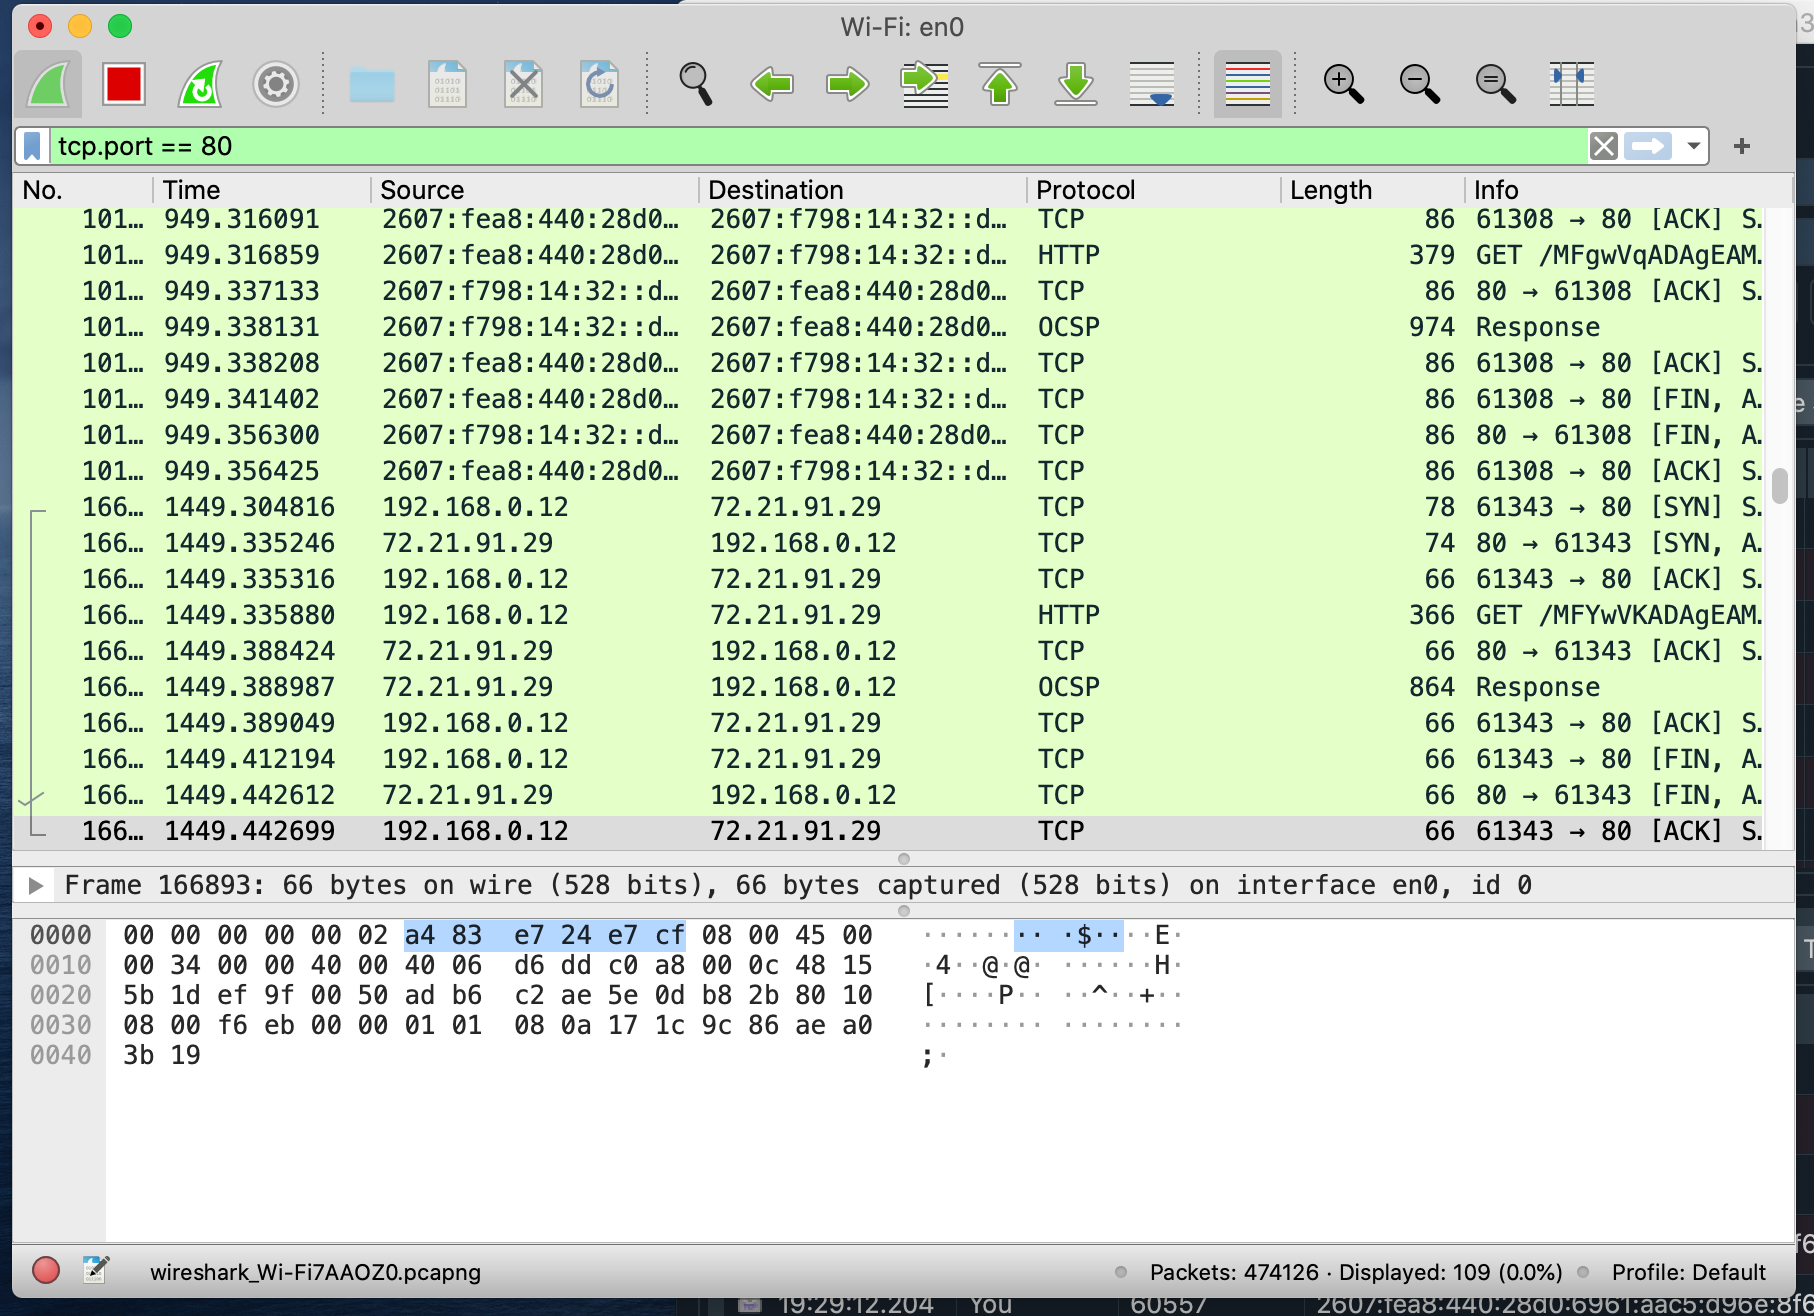 Wi-Fi: en0
tcp.port == 80
No. Time Source Destination Protocol Length Info
101… 949.316091 2607:fea8:440:28d0… 2607:f798:14:32::d… TCP 86 61308 → 80 [ACK] S.
101… 949.316859 2607:fea8:440:28d0… 2607:f798:14:32::d… HTTP 379 GET /MFgwVqADAgEAM.
101… 949.337133 2607:f798:14:32::d… 2607:fea8:440:28d0… TCP 86 80 → 61308 [ACK] S.
101… 949.338131 2607:f798:14:32::d… 2607:fea8:440:28d0… OCSP 974 Response
101… 949.338208 2607:fea8:440:28d0… 2607:f798:14:32::d… TCP 86 61308 → 80 [ACK] S.
101… 949.341402 2607:fea8:440:28d0… 2607:f798:14:32::d… TCP 86 61308 → 80 [FIN, A.
101… 949.356300 2607:f798:14:32::d… 2607:fea8:440:28d0… TCP 86 80 → 61308 [FIN, A.
101… 949.356425 2607:fea8:440:28d0… 2607:f798:14:32::d… TCP 86 61308 → 80 [ACK] S.
166… 1449.304816 192.168.0.12 72.21.91.29 TCP 78 61343 → 80 [SYN] S.
166… 1449.335246 72.21.91.29 192.168.0.12 TCP 74 80 → 61343 [SYN, A.
166… 1449.335316 192.168.0.12 72.21.91.29 TCP 66 61343 → 80 [ACK] S.
166… 1449.335880 192.168.0.12 72.21.91.29 HTTP 366 GET /MFYwVKADAgEAM.
166… 1449.388424 72.21.91.29 192.168.0.12 TCP 66 80 → 61343 [ACK] S.
166… 1449.388987 72.21.91.29 192.168.0.12 OCSP 864 Response
166… 1449.389049 192.168.0.12 72.21.91.29 TCP 66 61343 → 80 [ACK] S.
166… 1449.412194 192.168.0.12 72.21.91.29 TCP 66 61343 → 80 [FIN, A.
166… 1449.442612 72.21.91.29 192.168.0.12 TCP 66 80 → 61343 [FIN, A.
166… 1449.442699 192.168.0.12 72.21.91.29 TCP 66 61343 → 80 [ACK] S.
Frame 166893: 66 bytes on wire (528 bits), 66 bytes captured (528 bits) on interface en0, id 0
0000 00 00 00 00 00 02 a4 83 e7 24 e7 cf 08 00 45 00 ········ ·$····E·
0010 00 34 00 00 40 00 40 06 d6 dd c0 a8 00 0c 48 15 ·4··@·@· ······H·
0020 5b 1d ef 9f 00 50 ad b6 c2 ae 5e 0d b8 2b 80 10 [····P·· ··^··+··
0030 08 00 f6 eb 00 00 01 01 08 0a 17 1c 9c 86 ae a0 ········ ········
0040 3b 19 ;·
wireshark_Wi-Fi7AAOZ0.pcapng Packets: 474126 · Displayed: 109 (0.0%) Profile: Default
19:29:12.204 You 60557 2607:fea8:440:28d0:6961:aac5:d96e:8f6